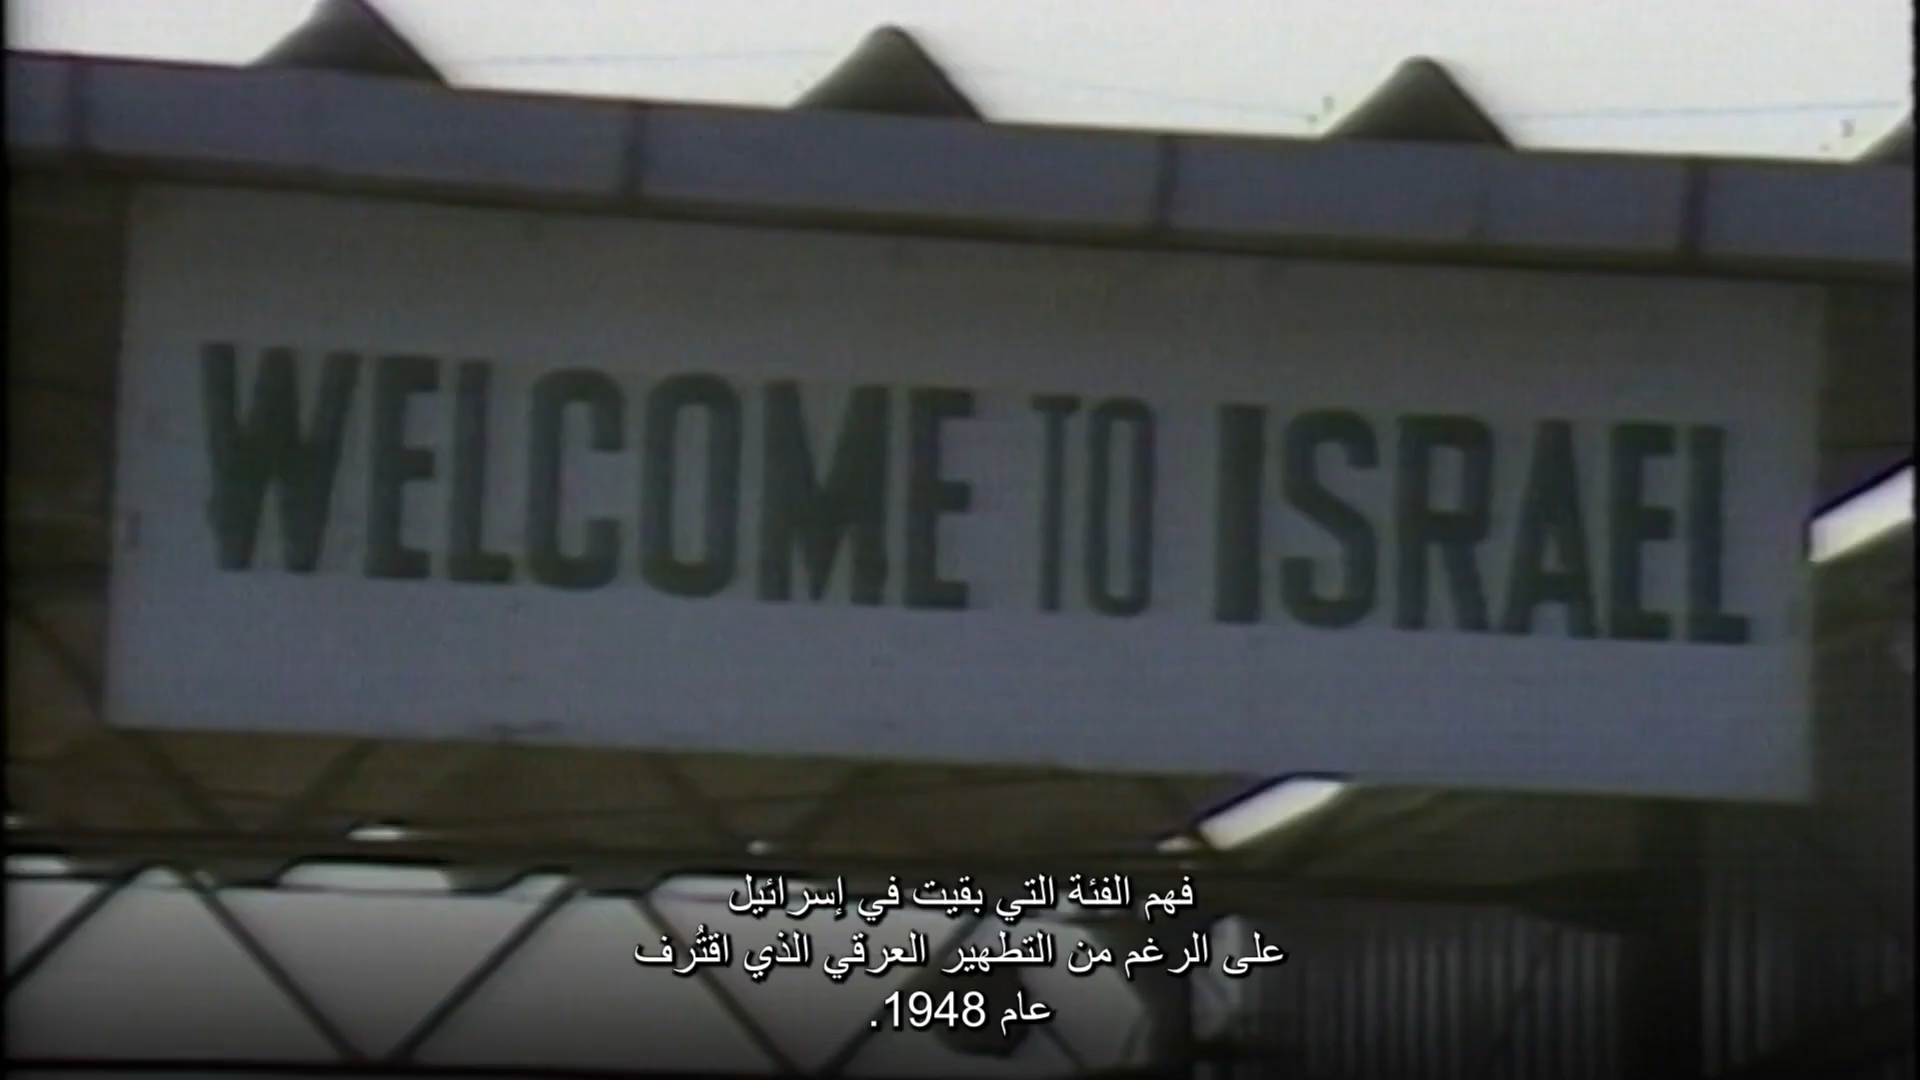 WELCOME TO ISRAEL
فهم الفئة التي بقيت في إسرائيل
على الرغم من التطهير العرقي الذي اقتُرف
عام 1948.